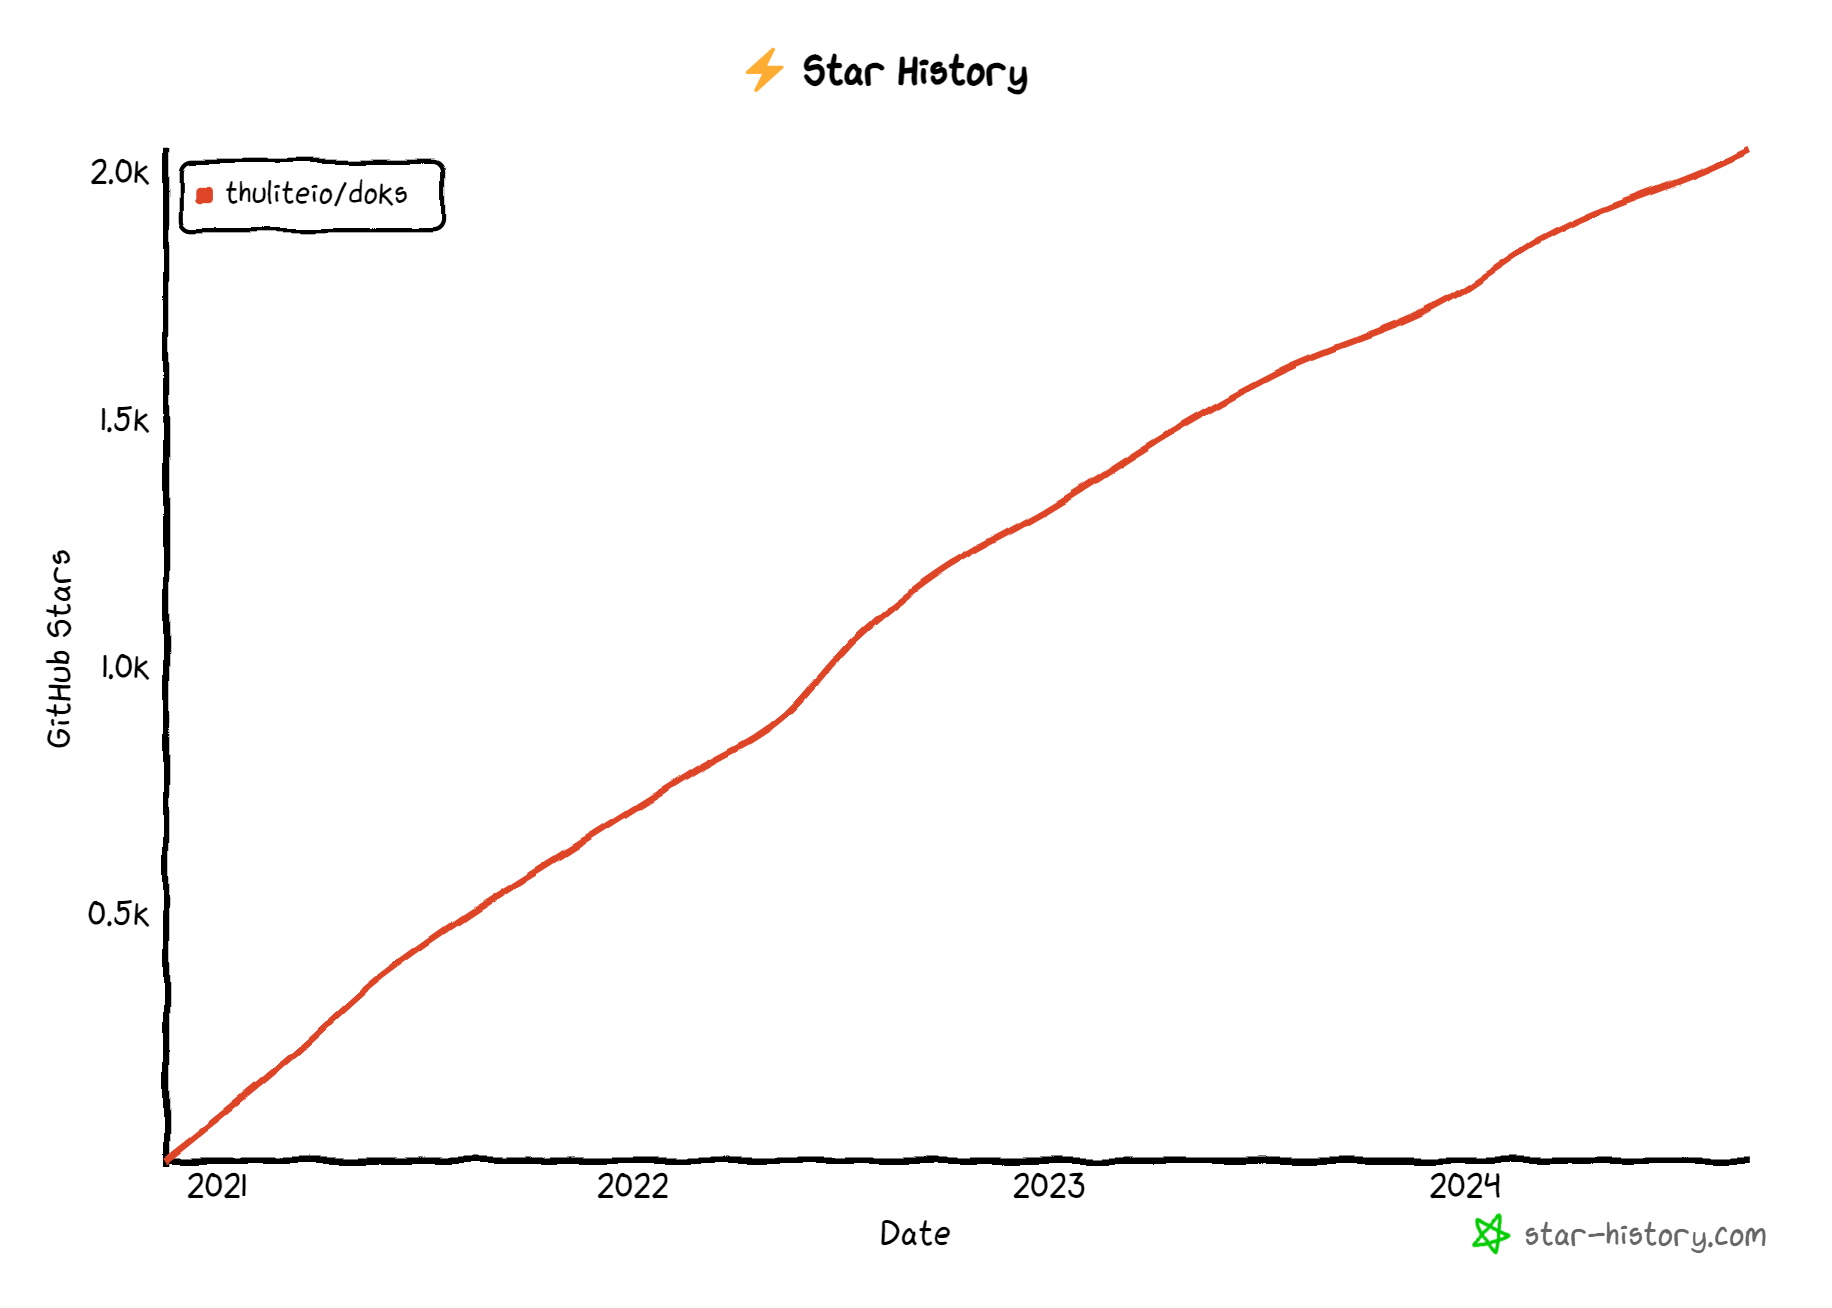 ⚡ Star History
thuliteio/doks
2.0k
1.5k
1.0k
0.5k
GitHub Stars
2021 2022 2023 2024
Date
star-history.com